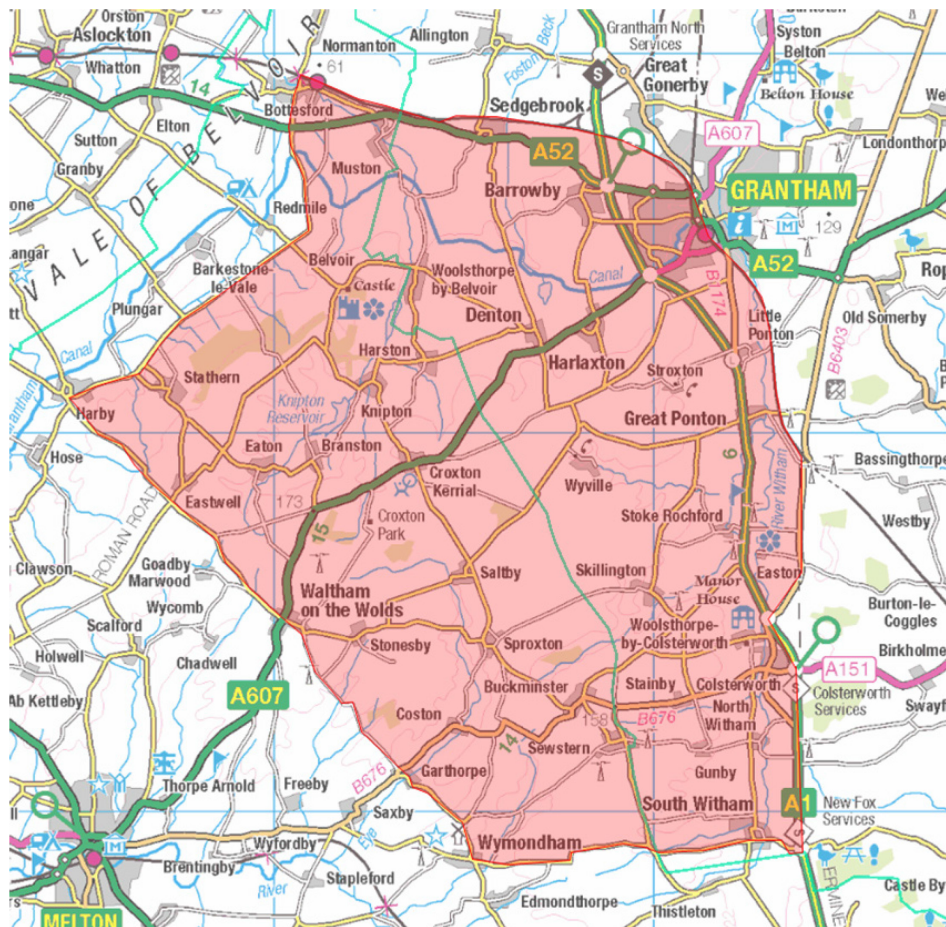 Orston
Aslockton
Whatton
Normanton
61
Allington
Foston Beck
Grantham North
Services
Great
Gonerby
Syston
Belton
Belton House
14
Bottesford
Sedgebrook
A607
Londonthorpe
Sutton
Elton
Granby
VALE OF BELVOIR
Muston
A52
Barrowby
GRANTHAM
129
Redmile
Belvoir
Barkestone-
le-Vale
Plungar
Castle
Woolsthorpe
by Belvoir
Canal
B1174
A52
Denton
Little
Ponton
Old Somerby
B6403
Canal
Grantham
Harby
Stathern
Harston
Harlaxton
Stroxton
Knipton
Reservoir
Knipton
Great Ponton
Hose
Eaton
Branston
Croxton
Kerrial
Wyville
6
River Witham
Bassingthorpe
Eastwell
173
ROMAN ROAD
15
Croxton
Park
Stoke Rochford
Westby
Clawson
Goadby
Marwood
Wycomb
Scalford
Saltby
Skillington
Easton
Manor
House
Waltham
on the Wolds
Burton-le-
Coggles
Holwell
Chadwell
Stonesby
Sproxton
Woolsthorpe-
by-Colsterworth
Birkholme
A151
Ab Kettleby
A607
Buckminster
Stainby
Colsterworth
Colsterworth
Services
Coston
158
B676
North
Witham
14
Sewstern
Garthorpe
Gunby
B676
Thorpe Arnold
Freeby
Saxby
South Witham
A1
New Fox
Services
Wymondham
Wyfordby
Brentingby
Eye
River
Stapleford
Edmondthorpe
Thistleton
MELTON
Castle By